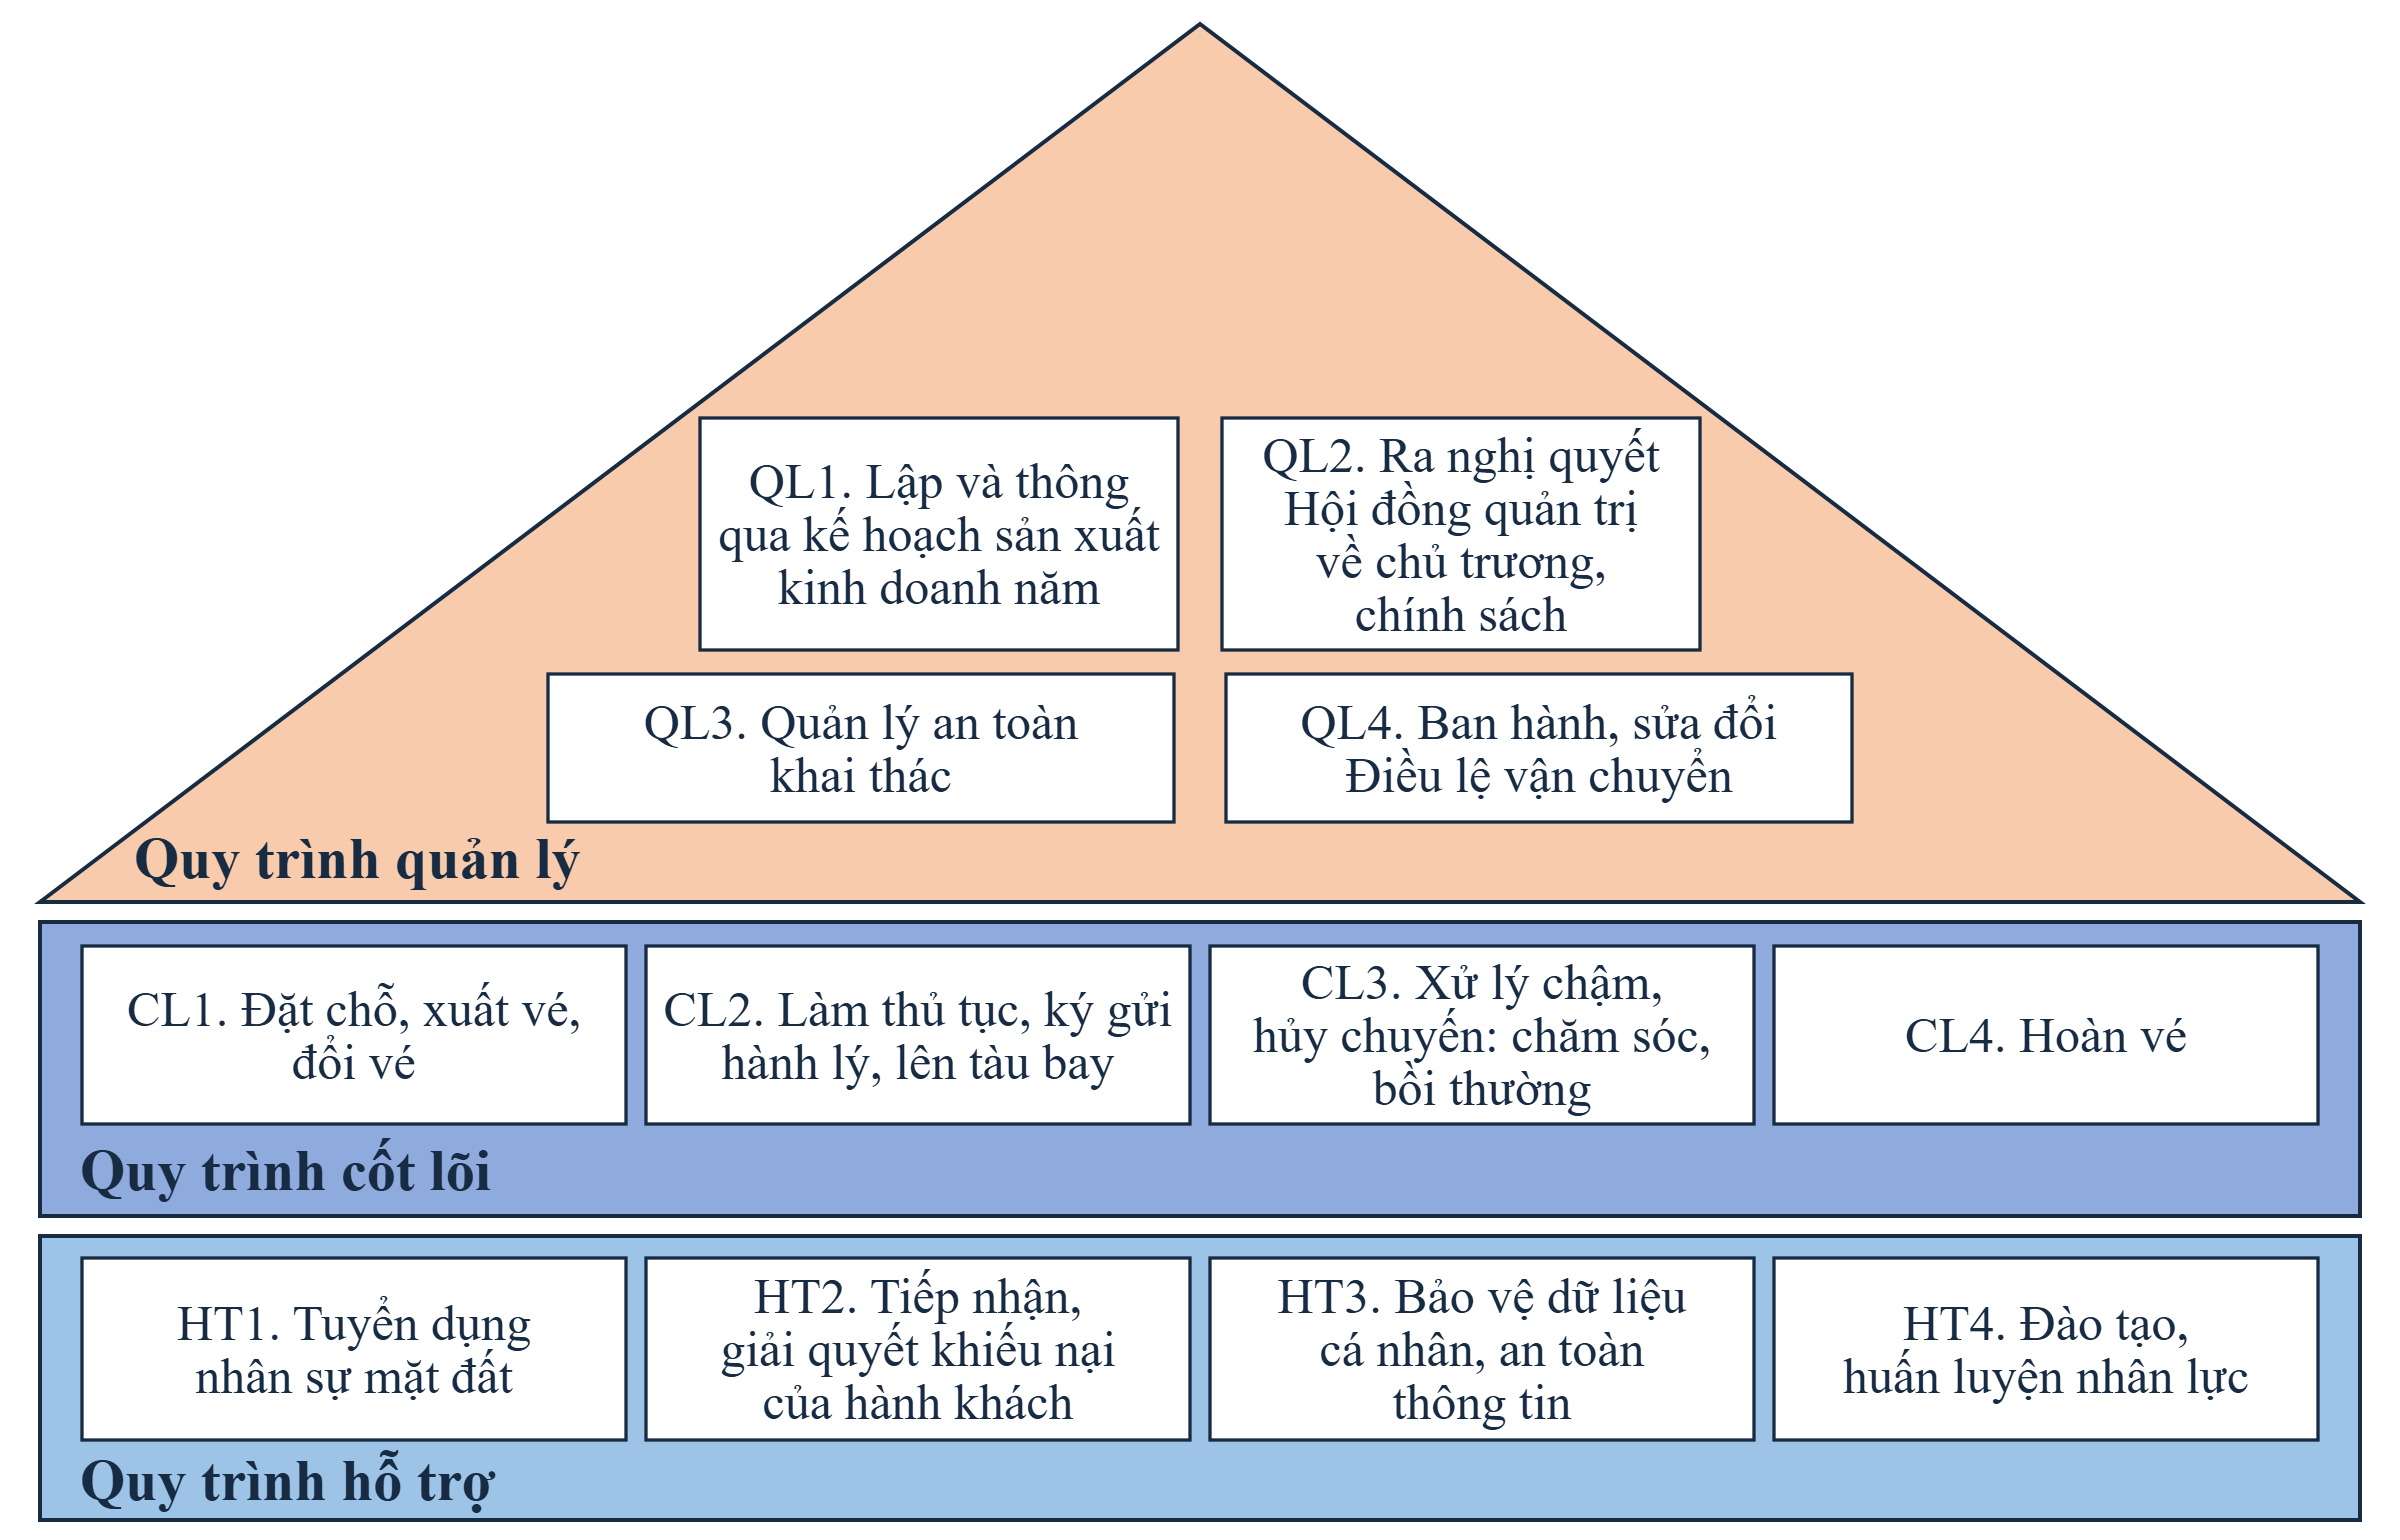 QL1. Lập và thông
qua kế hoạch sản xuất
kinh doanh năm
QL2. Ra nghị quyết
Hội đồng quản trị
về chủ trương,
chính sách
QL3. Quản lý an toàn
khai thác
QL4. Ban hành, sửa đổi
Điều lệ vận chuyển
Quy trình quản lý
CL1. Đặt chỗ, xuất vé,
đổi vé
CL2. Làm thủ tục, ký gửi
hành lý, lên tàu bay
CL3. Xử lý chậm,
hủy chuyến: chăm sóc,
bồi thường
CL4. Hoàn vé
Quy trình cốt lõi
HT1. Tuyển dụng
nhân sự mặt đất
HT2. Tiếp nhận,
giải quyết khiếu nại
của hành khách
HT3. Bảo vệ dữ liệu
cá nhân, an toàn
thông tin
HT4. Đào tạo,
huấn luyện nhân lực
Quy trình hỗ trợ